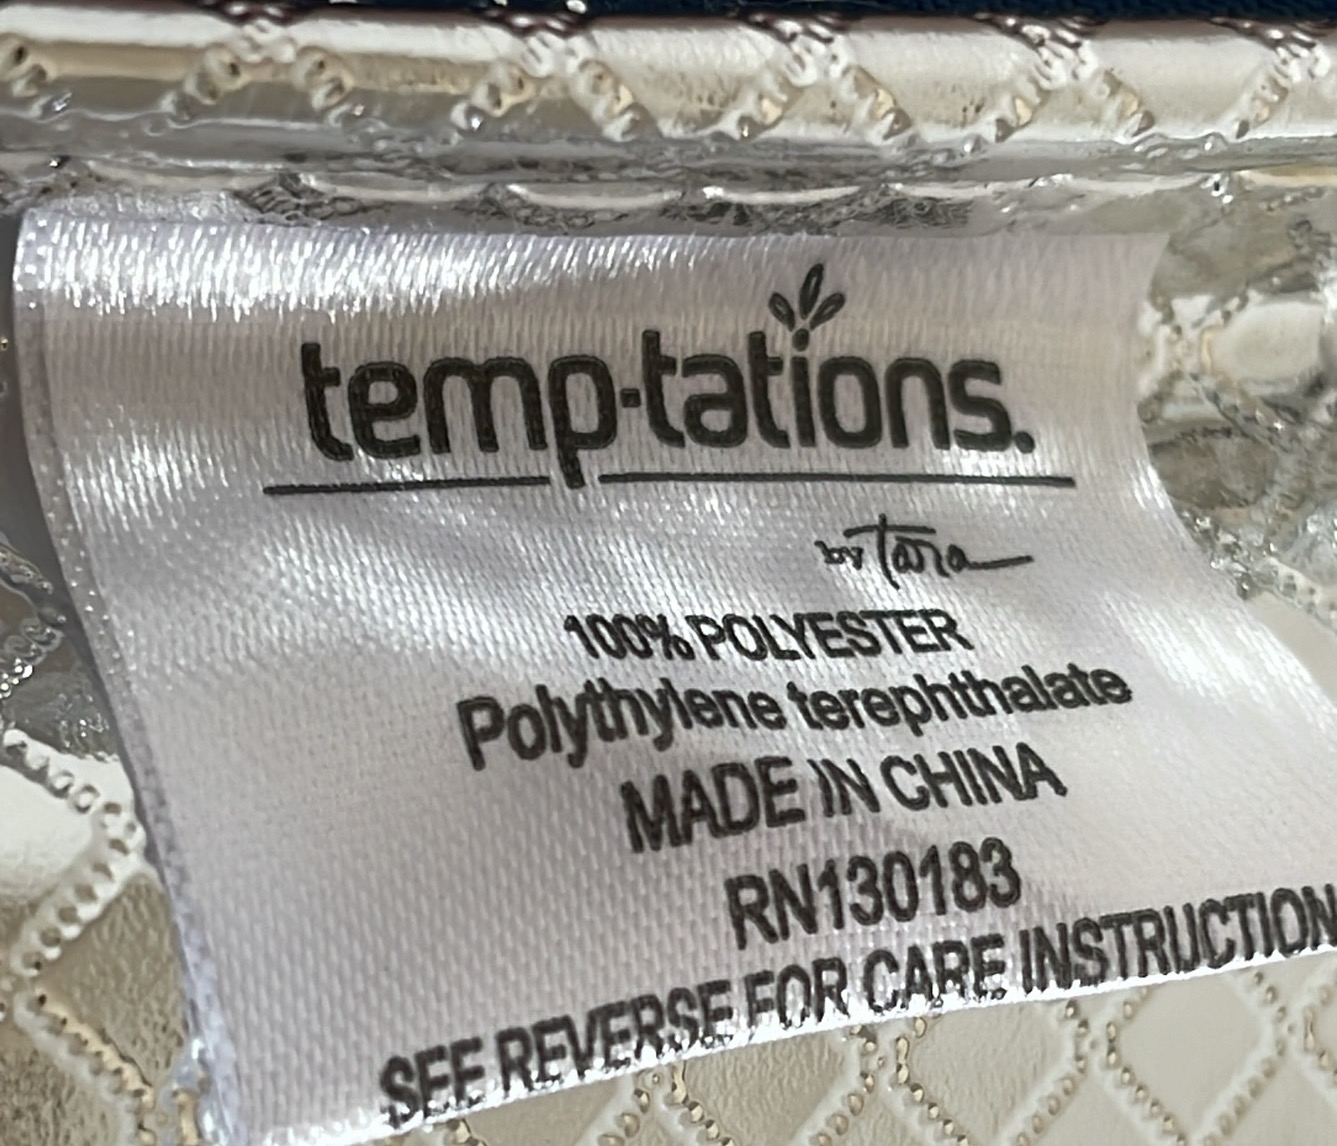 temp-tations.
by Tara
100% POLYESTER
Polythylene terephthalate
MADE IN CHINA
RN130183
SEE REVERSE FOR CARE INSTRUCTION